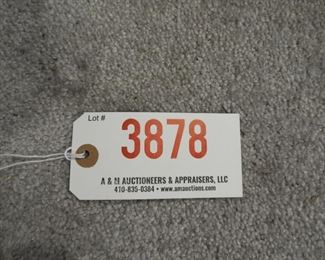 Lot #
3878
A & M AUCTIONEERS & APPRAISERS, LLC
410-835-0384 • www.amauctions.com